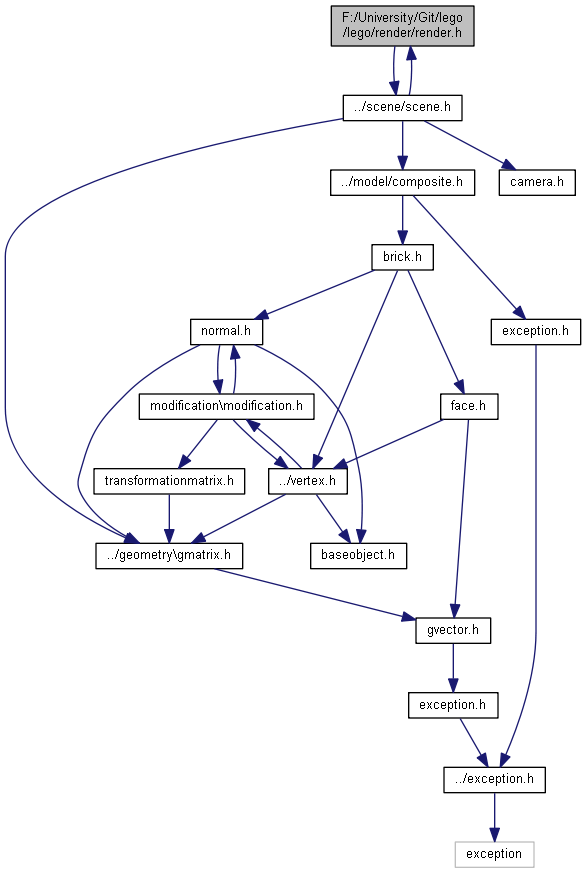 F:/University/Git/lego
/lego/render/render.h
../scene/scene.h
../model/composite.h
camera.h
brick.h
normal.h
exception.h
modification\modification.h
face.h
transformationmatrix.h
../vertex.h
../geometry\gmatrix.h
baseobject.h
gvector.h
exception.h
../exception.h
exception